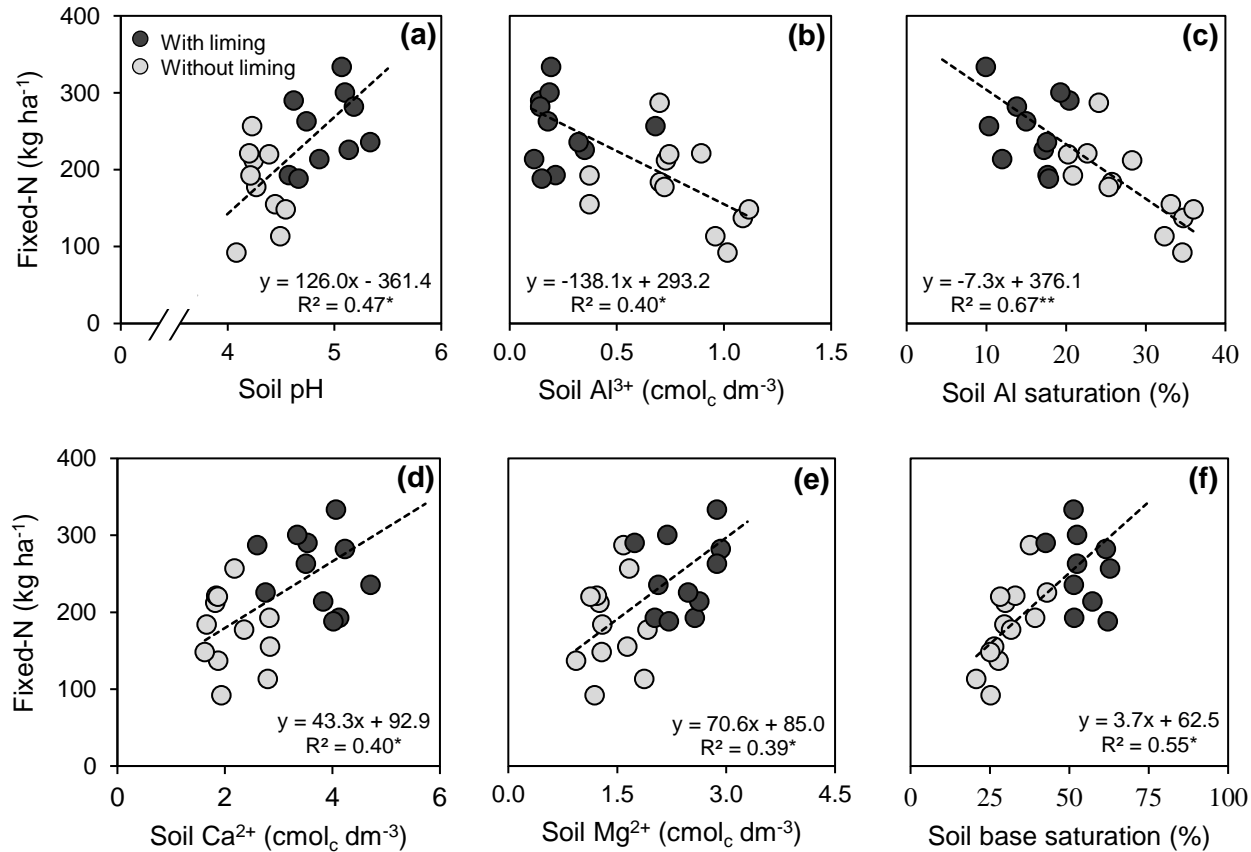 (a)
With liming
Without liming
Fixed-N (kg ha⁻¹)
400
300
200
100
0
y = 126.0x - 361.4
R² = 0.47*
0
4
5
6
Soil pH
(b)
y = -138.1x + 293.2
R² = 0.40*
0.0
0.5
1.0
1.5
Soil Al³⁺ (cmol_c dm⁻³)
(c)
y = -7.3x + 376.1
R² = 0.67**
0
10
20
30
40
Soil Al saturation (%)
(d)
Fixed-N (kg ha⁻¹)
400
300
200
100
0
y = 43.3x + 92.9
R² = 0.40*
0
2
4
6
Soil Ca²⁺ (cmol_c dm⁻³)
(e)
y = 70.6x + 85.0
R² = 0.39*
0.0
1.5
3.0
4.5
Soil Mg²⁺ (cmol_c dm⁻³)
(f)
y = 3.7x + 62.5
R² = 0.55*
0
25
50
75
100
Soil base saturation (%)